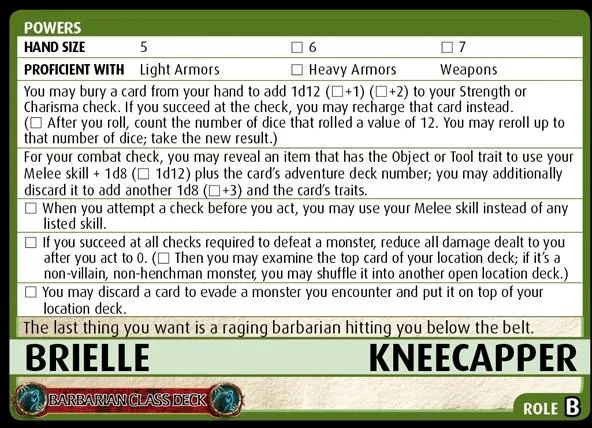 POWERS
HAND SIZE 5 □ 6 □ 7
PROFICIENT WITH Light Armors □ Heavy Armors Weapons
You may bury a card from your hand to add 1d12 (□+1) (□+2) to your Strength or
Charisma check. If you succeed at the check, you may recharge that card instead.
(□ After you roll, count the number of dice that rolled a value of 12. You may reroll up to
that number of dice; take the new result.)
For your combat check, you may reveal an item that has the Object or Tool trait to use your
Melee skill + 1d8 (□ 1d12) plus the card's adventure deck number; you may additionally
discard it to add another 1d8 (□+3) and the card's traits.
□ When you attempt a check before you act, you may use your Melee skill instead of any
listed skill.
□ If you succeed at all checks required to defeat a monster, reduce all damage dealt to you
after you act to 0. (□ Then you may examine the top card of your location deck; if it's a
non-villain, non-henchman monster, you may shuffle it into another open location deck.)
□ You may discard a card to evade a monster you encounter and put it on top of your
location deck.
The last thing you want is a raging barbarian hitting you below the belt.
BRIELLE KNEECAPPER
BARBARIAN CLASS DECK
ROLE B